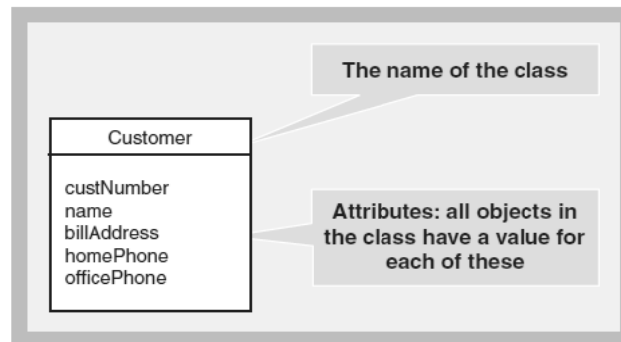 The name of the class
Customer
custNumber
name
billAddress
homePhone
officePhone
Attributes: all objects in
the class have a value for
each of these